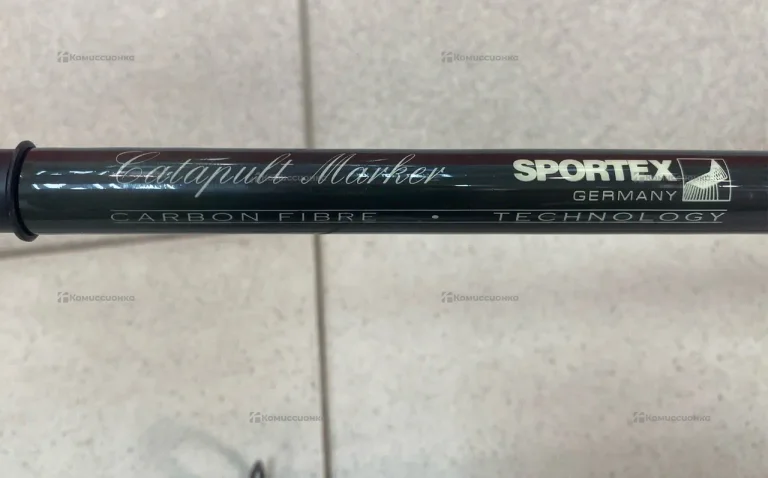 Комиссионка
Комиссионка
Catapult Marker
SPORTEX
GERMANY
CARBON FIBRE • TECHNOLOGY
Комиссионка
Комиссионка
Комиссионка
Комиссионка